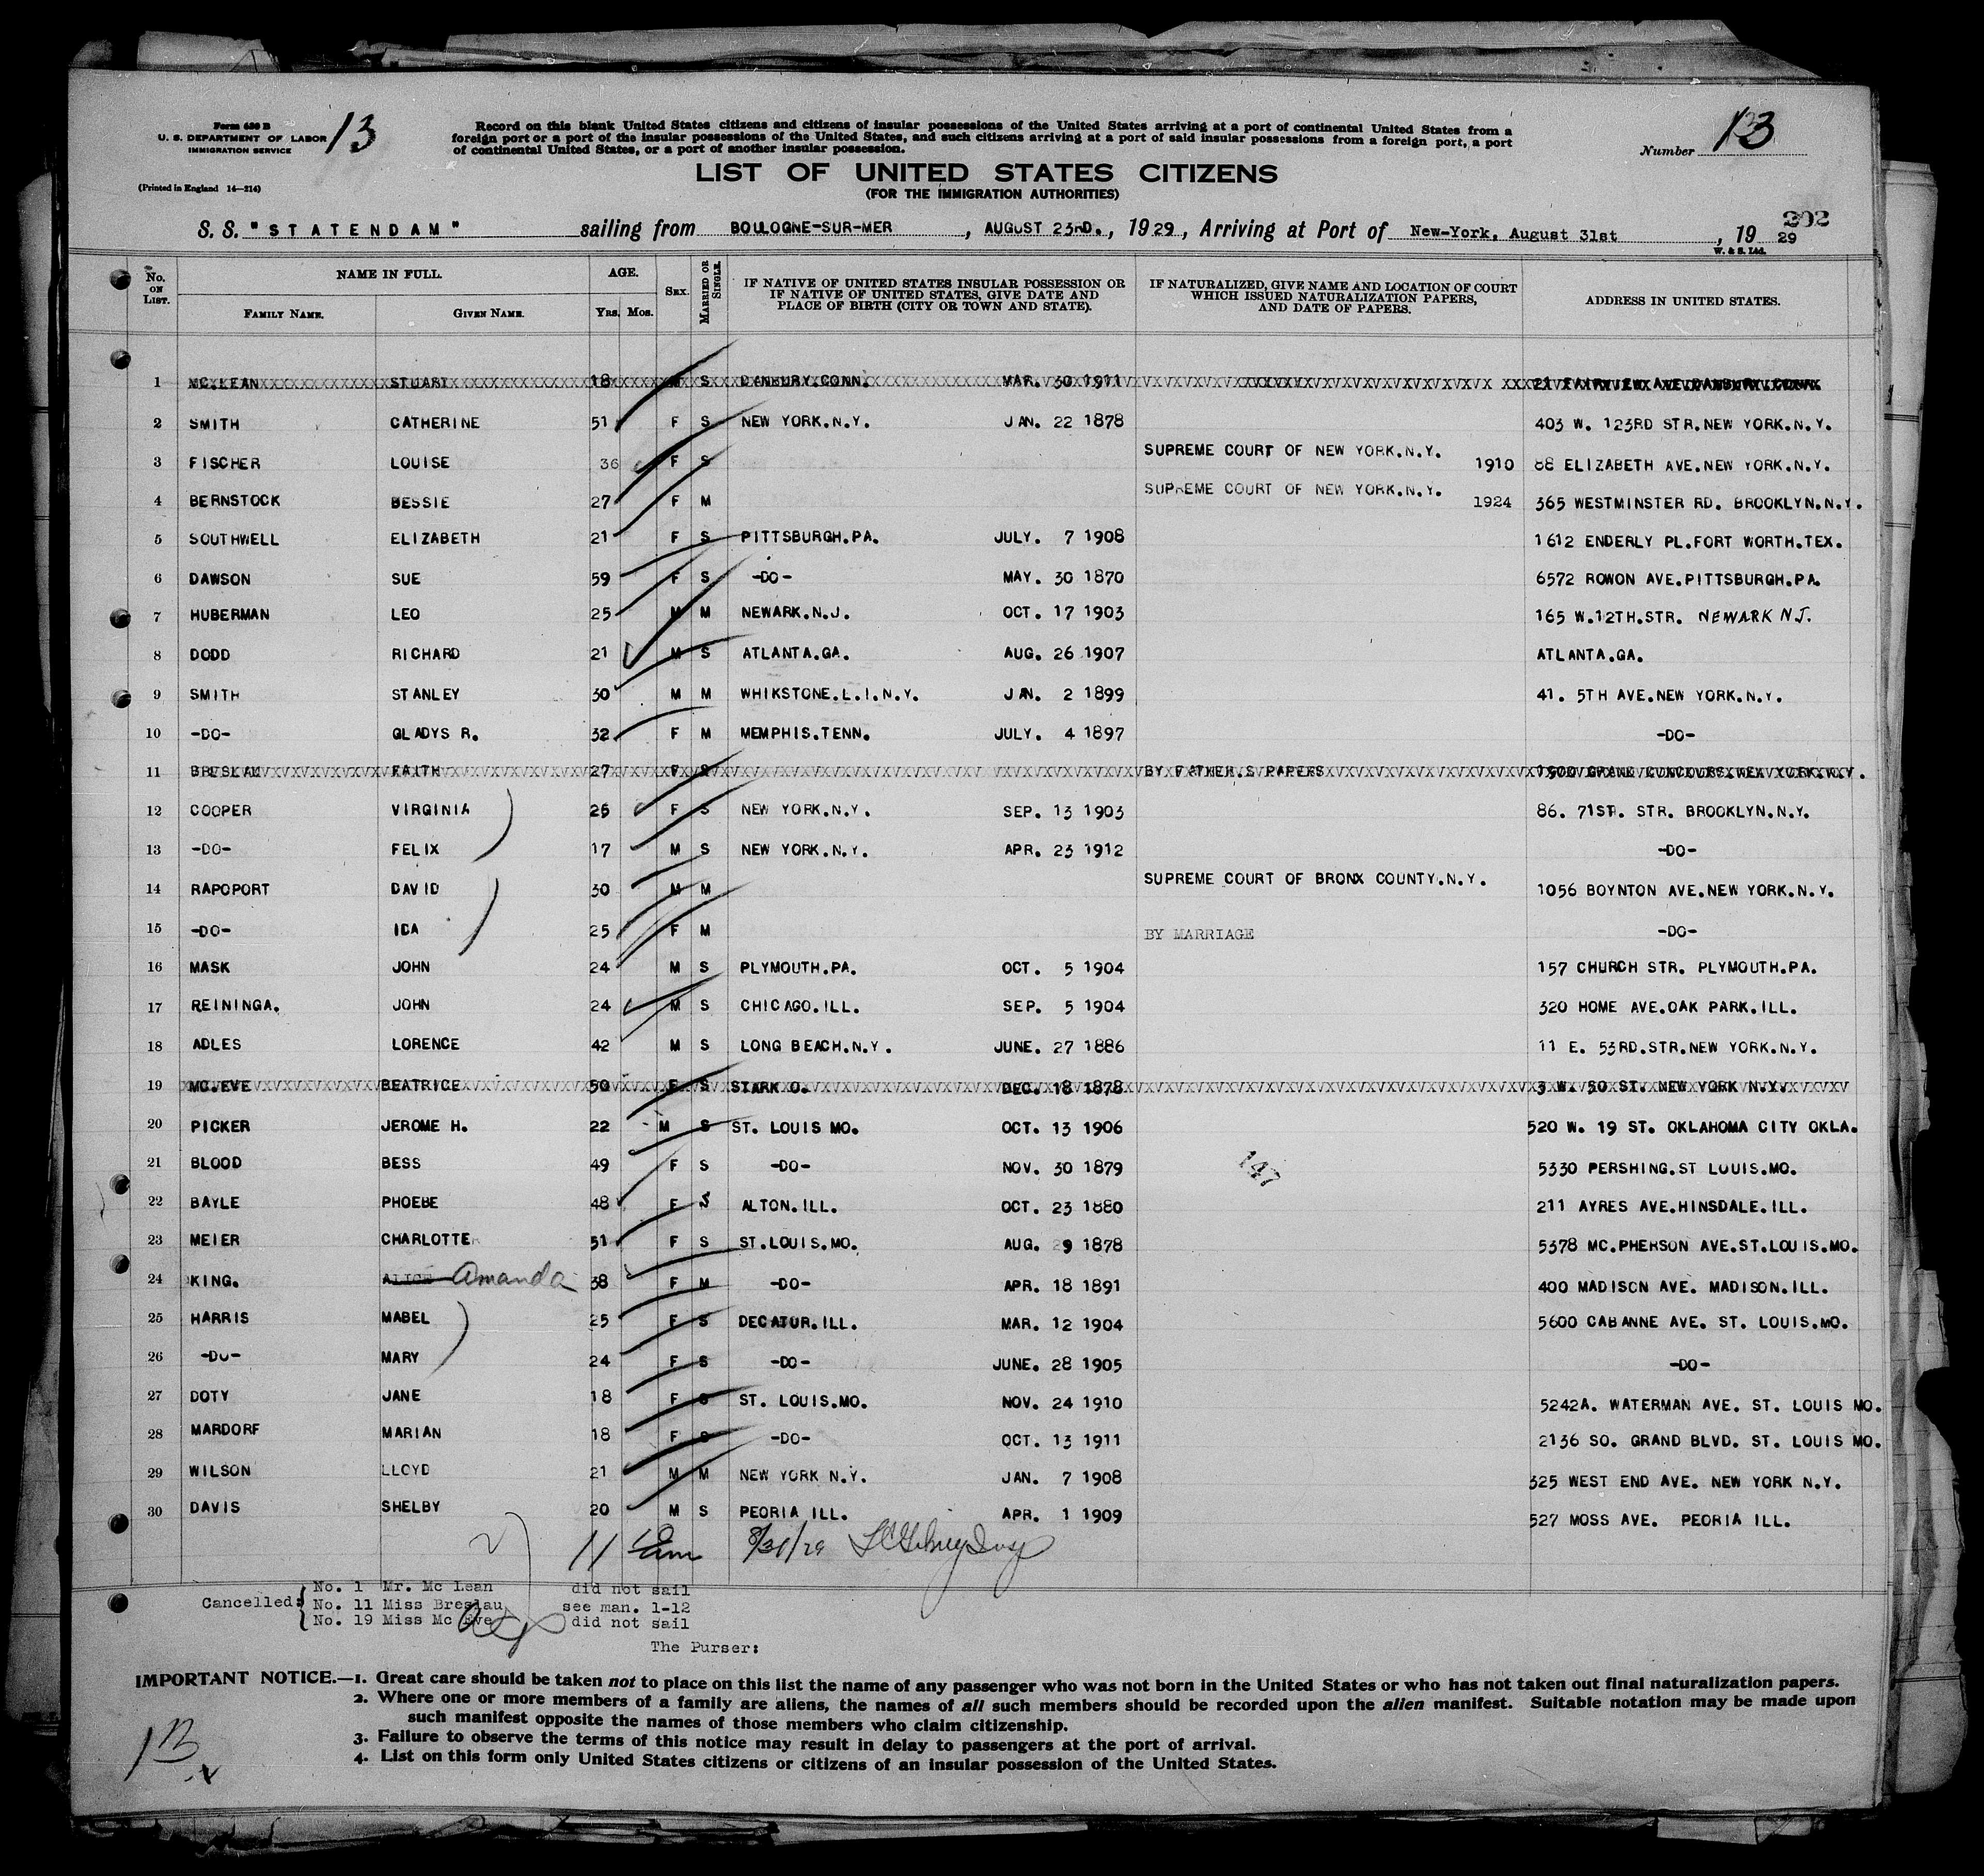 Form 630 B
U. S. DEPARTMENT OF LABOR
IMMIGRATION SERVICE
13
(Printed in England 14—214)
Record on this blank United States citizens and citizens of insular possessions of the United States arriving at a port of continental United States from a
foreign port or a port of the insular possessions of the United States, and such citizens arriving at a port of said insular possessions from a foreign port, a port
of continental United States, or a port of another insular possession.
Number 13
LIST OF UNITED STATES CITIZENS
(FOR THE IMMIGRATION AUTHORITIES)
202
S. S. "STATENDAM" sailing from BOULOGNE-SUR-MER, AUGUST 23RD., 1929, Arriving at Port of New-York, August 31st, 19 29
W. & S. Ltd.
No. ON LIST. NAME IN FULL. FAMILY NAME. GIVEN NAME. AGE. YRS. MOS. SEX. MARRIED OR SINGLE. IF NATIVE OF UNITED STATES INSULAR POSSESSION OR IF NATIVE OF UNITED STATES, GIVE DATE AND PLACE OF BIRTH (CITY OR TOWN AND STATE). IF NATURALIZED, GIVE NAME AND LOCATION OF COURT WHICH ISSUED NATURALIZATION PAPERS, AND DATE OF PAPERS. ADDRESS IN UNITED STATES.
1 MC.LEAN STUART 18 M S DANBURY.CONN. MAR. 30 1911 21 FAIRVIEW AVE.DANBURY.CONN.
2 SMITH CATHERINE 51 F S NEW YORK.N.Y. JAN. 22 1878 403 W. 123RD STR.NEW YORK.N.Y.
3 FISCHER LOUISE 36 F S SUPREME COURT OF NEW YORK.N.Y. 1910 88 ELIZABETH AVE.NEW YORK.N.Y.
4 BERNSTOCK BESSIE 27 F M SUPREME COURT OF NEW YORK.N.Y. 1924 365 WESTMINSTER RD. BROOKLYN.N.Y.
5 SOUTHWELL ELIZABETH 21 F S PITTSBURGH.PA. JULY. 7 1908 1612 ENDERLY PL.FORT WORTH.TEX.
6 DAWSON SUE 59 F S -DO- MAY. 30 1870 6572 ROWON AVE.PITTSBURGH.PA.
7 HUBERMAN LEO 25 M M NEWARK.N.J. OCT. 17 1903 165 W.12TH.STR. NEWARK N.J.
8 DODD RICHARD 21 M S ATLANTA.GA. AUG. 26 1907 ATLANTA.GA.
9 SMITH STANLEY 30 M M WHIKSTONE.L.I.N.Y. JAN. 2 1899 41. 5TH AVE.NEW YORK.N.Y.
10 -DO- GLADYS R. 32 F M MEMPHIS.TENN. JULY. 4 1897 -DO-
11 BRESLAU FAITH 27 F S BY FATHER.S PAPERS 1500 GRAND CONCOURSE.NEW YORK.N.Y.
12 COOPER VIRGINIA 25 F S NEW YORK.N.Y. SEP. 13 1903 86. 71ST. STR. BROOKLYN.N.Y.
13 -DO- FELIX 17 M S NEW YORK.N.Y. APR. 23 1912 -DO-
14 RAPOPORT DAVID 30 M M SUPREME COURT OF BRONX COUNTY.N.Y. 1056 BOYNTON AVE.NEW YORK.N.Y.
15 -DO- IDA 25 F M BY MARRIAGE -DO-
16 MASK JOHN 24 M S PLYMOUTH.PA. OCT. 5 1904 157 CHURCH STR. PLYMOUTH.PA.
17 REININGA. JOHN 24 M S CHICAGO.ILL. SEP. 5 1904 320 HOME AVE.OAK PARK.ILL.
18 ADLES LORENCE 42 M S LONG BEACH.N.Y. JUNE. 27 1886 11 E. 53RD.STR.NEW YORK.N.Y.
19 MC.EVE BEATRICE 50 F S STARK O. DEC. 18 1878 3 W. 50 ST. NEW YORK N.Y.
20 PICKER JEROME H. 22 M S ST. LOUIS MO. OCT. 13 1906 520 W. 19 ST. OKLAHOMA CITY OKLA.
21 BLOOD BESS 49 F S -DO- NOV. 30 1879 147 5330 PERSHING.ST LOUIS.MO.
22 BAYLE PHOEBE 48 F S ALTON.ILL. OCT. 23 1880 211 AYRES AVE.HINSDALE.ILL.
23 MEIER CHARLOTTE 51 F S ST.LOUIS.MO. AUG. 29 1878 5378 MC.PHERSON AVE.ST.LOUIS.MO.
24 KING. ALICE Amanda 38 F M -DO- APR. 18 1891 400 MADISON AVE. MADISON.ILL.
25 HARRIS MABEL 25 F S DECATUR.ILL. MAR. 12 1904 5600 CABANNE AVE. ST. LOUIS.MO.
26 -DO- MARY 24 F S -DO- JUNE. 28 1905 -DO-
27 DOTY JANE 18 F S ST. LOUIS.MO. NOV. 24 1910 5242A. WATERMAN AVE. ST. LOUIS MO.
28 MARDORF MARIAN 18 F S -DO- OCT. 13 1911 2136 SO. GRAND BLVD. ST. LOUIS MO.
29 WILSON LLOYD 21 M M NEW YORK N.Y. JAN. 7 1908 325 WEST END AVE. NEW YORK N.Y.
30 DAVIS SHELBY 20 M S PEORIA ILL. APR. 1 1909 527 MOSS AVE. PEORIA ILL.
11 8/31/29
Cancelled: No. 1 Mr. Mc Lean did not sail
No. 11 Miss Breslau see man. 1-12
No. 19 Miss Mc Eve did not sail
The Purser:
IMPORTANT NOTICE.—1. Great care should be taken not to place on this list the name of any passenger who was not born in the United States or who has not taken out final naturalization papers.
2. Where one or more members of a family are aliens, the names of all such members should be recorded upon the alien manifest. Suitable notation may be made upon
such manifest opposite the names of those members who claim citizenship.
3. Failure to observe the terms of this notice may result in delay to passengers at the port of arrival.
4. List on this form only United States citizens or citizens of an insular possession of the United States.
13